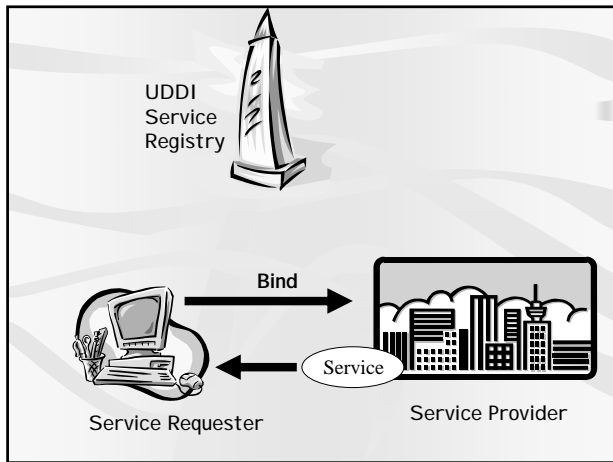 UDDI
Service
Registry
Bind
Service
Service Requester
Service Provider